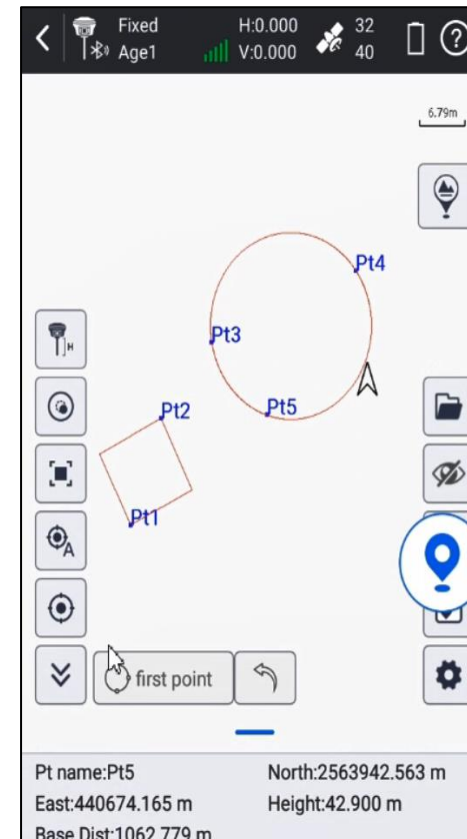 Fixed H:0.000 32
Age1 V:0.000 40
6.79m
Pt4
Pt3
Pt5
Pt2
Pt1
H
A
first point
Pt name:Pt5 North:2563942.563 m
East:440674.165 m Height:42.900 m
Base Dist:1062.779 m